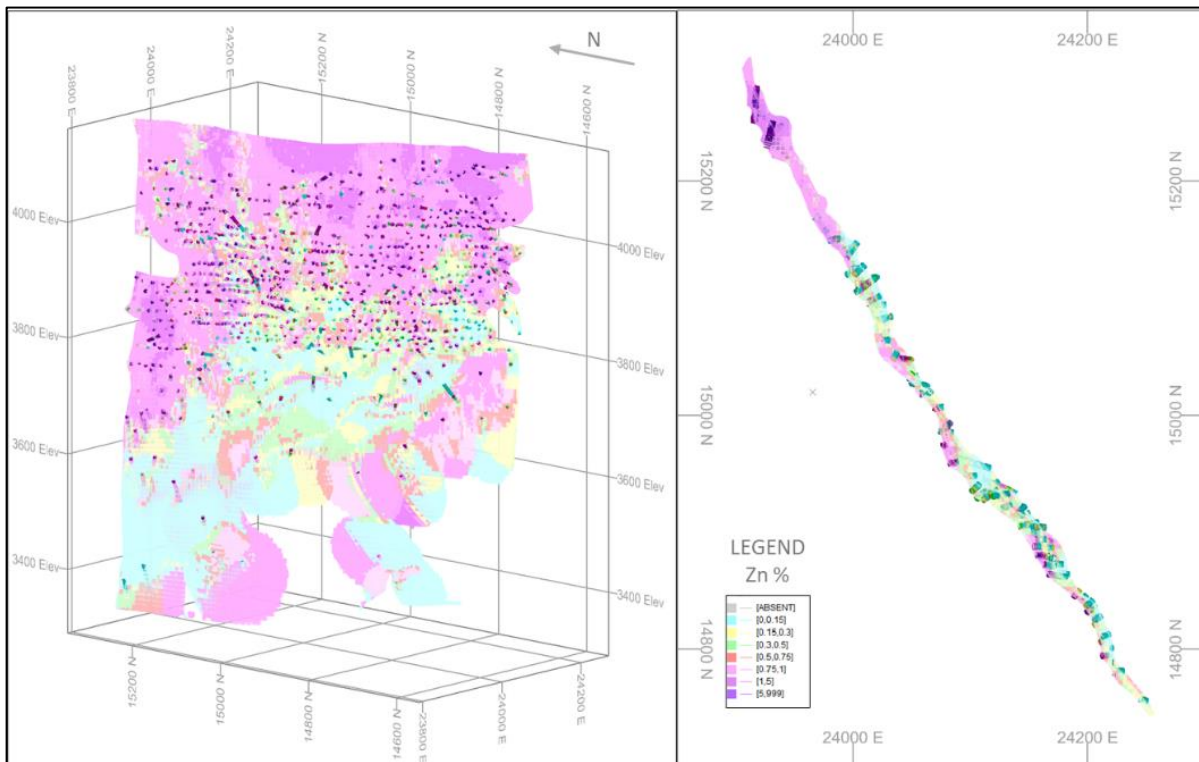 23800 E
24000 E
24200 E
15200 N
15000 N
14800 N
14600 N
N
4000 Elev
3800 Elev
3600 Elev
3400 Elev
4000 Elev
3800 Elev
3600 Elev
3400 Elev
15200 N
15000 N
14800 N
14600 N
23800 E
24000 E
24200 E
24000 E
24200 E
15200 N
15200 N
15000 N
15000 N
14800 N
14800 N
LEGEND
Zn %
[ABSENT]
[0,0.15]
[0.15,0.3]
[0.3,0.5]
[0.5,0.75]
[0.75,1]
[1,5]
[5,999]
24000 E
24200 E